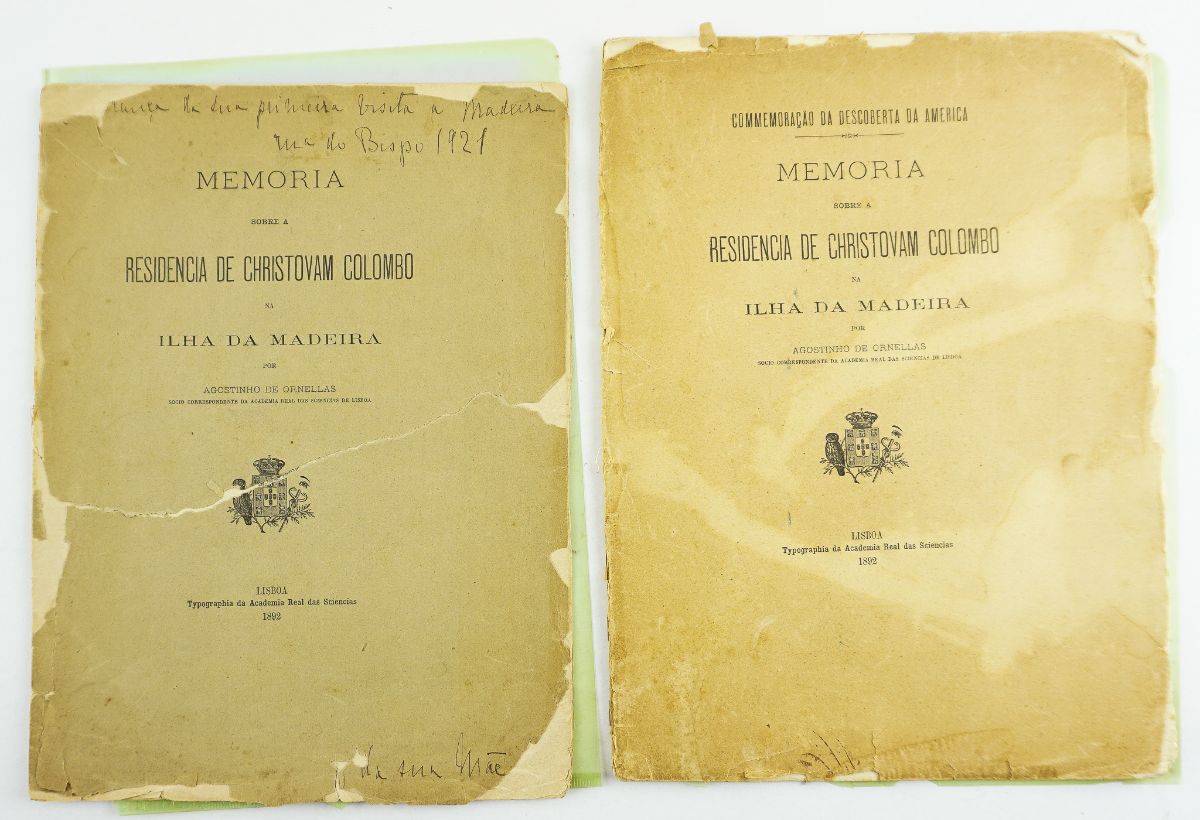 da sua primeira Visita a Madeira
rua do Bispo 1921
MEMORIA
SOBRE A
RESIDENCIA DE CHRISTOVAM COLOMBO
NA
ILHA DA MADEIRA
POR
AGOSTINHO DE ORNELLAS
SOCIO CORRESPONDENTE DA ACADEMIA REAL DAS SCIENCIAS DE LISBOA
LISBOA
Typographia da Academia Real das Sciencias
1892
da sua Mãe
COMMEMORAÇÃO DA DESCOBERTA DA AMERICA
MEMORIA
SOBRE A
RESIDENCIA DE CHRISTOVAM COLOMBO
NA
ILHA DA MADEIRA
POR
AGOSTINHO DE ORNELLAS
SOCIO CORRESPONDENTE DA ACADEMIA REAL DAS SCIENCIAS DE LISBOA
LISBOA
Typographia da Academia Real das Sciencias
1892